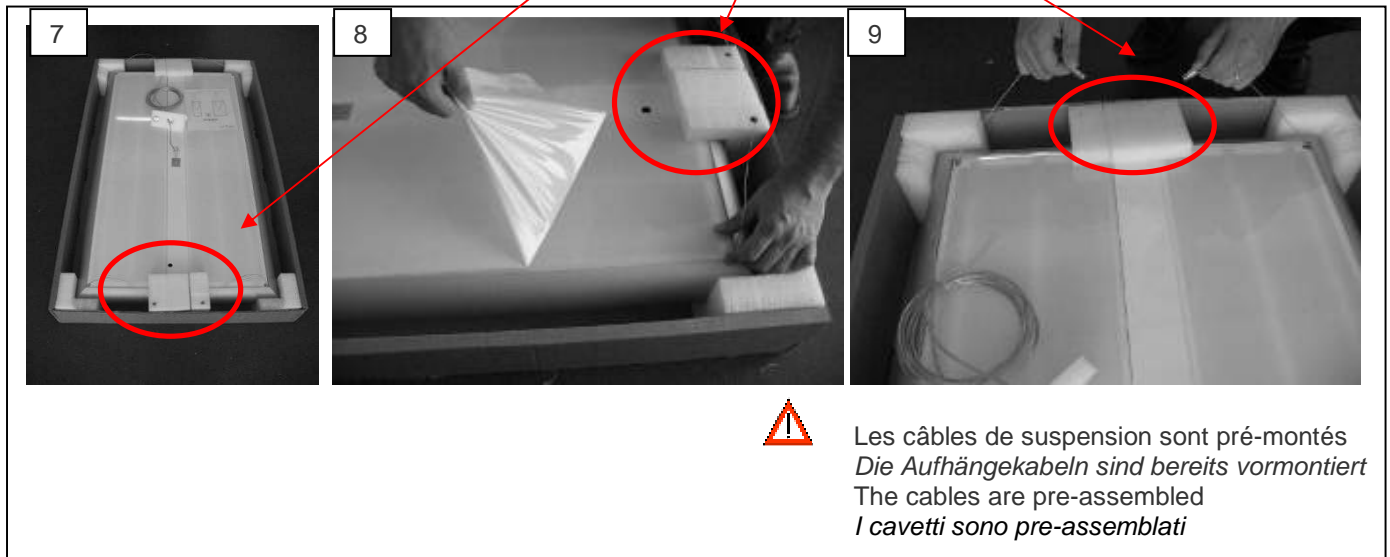 7
8
9
Les câbles de suspension sont pré-montés
Die Aufhängekabeln sind bereits vormontiert
The cables are pre-assembled
I cavetti sono pre-assemblati